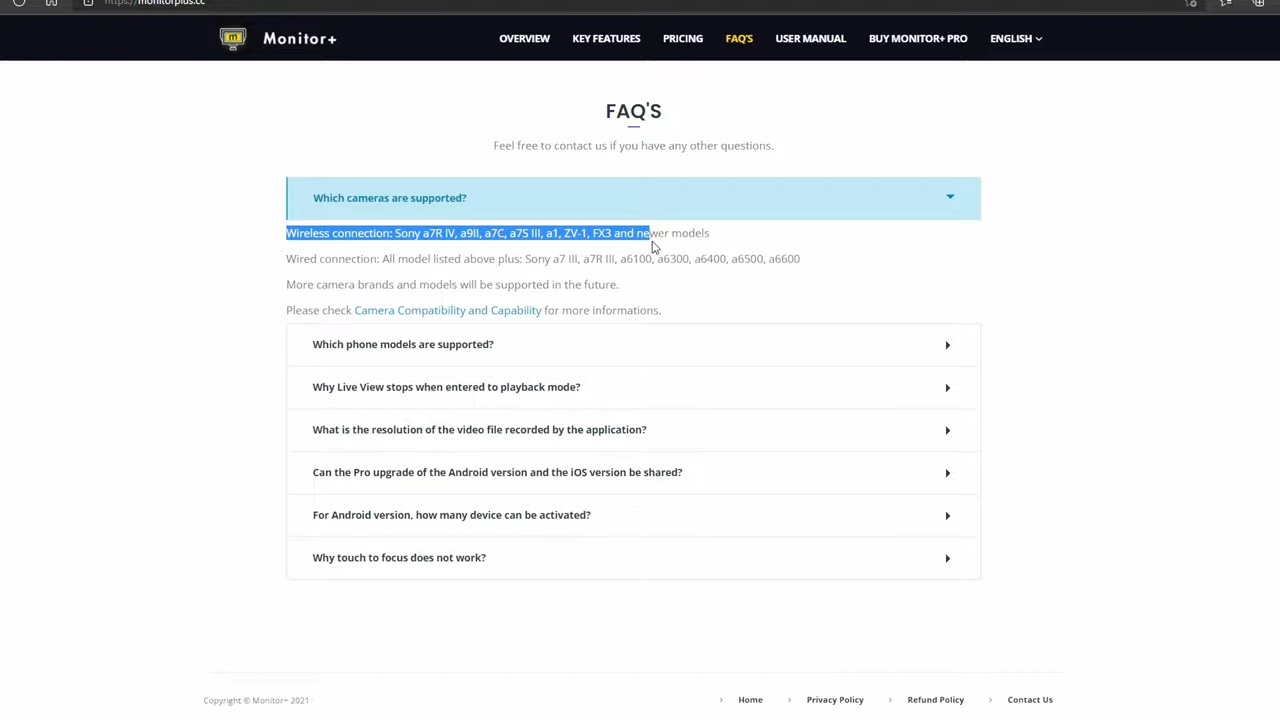 https://monitorplus.cc
Monitor+
OVERVIEW
KEY FEATURES
PRICING
FAQ'S
USER MANUAL
BUY MONITOR+ PRO
ENGLISH
FAQ'S
Feel free to contact us if you have any other questions.
Which cameras are supported?
Wireless connection: Sony a7R IV, a9II, a7C, a7S III, a1, ZV-1, FX3 and newer models
Wired connection: All model listed above plus: Sony a7 III, a7R III, a6100, a6300, a6400, a6500, a6600
More camera brands and models will be supported in the future.
Please check Camera Compatibility and Capability for more informations.
Which phone models are supported?
Why Live View stops when entered to playback mode?
What is the resolution of the video file recorded by the application?
Can the Pro upgrade of the Android version and the iOS version be shared?
For Android version, how many device can be activated?
Why touch to focus does not work?
Copyright © Monitor+ 2021
Home
Privacy Policy
Refund Policy
Contact Us